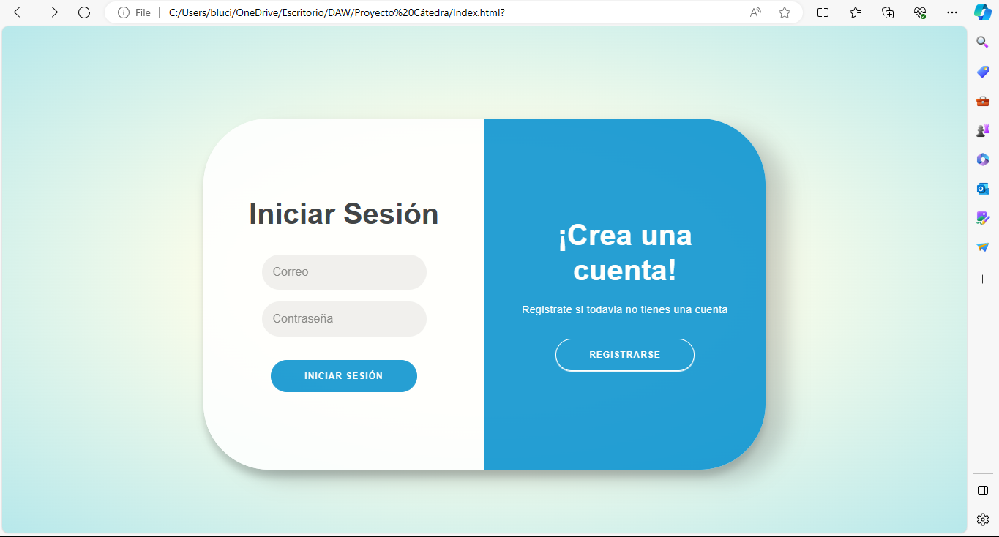 File
C:/Users/bluci/OneDrive/Escritorio/DAW/Proyecto%20Cátedra/Index.html?
Iniciar Sesión
Correo
Contraseña
INICIAR SESIÓN
¡Crea una
cuenta!
Registrate si todavia no tienes una cuenta
REGISTRARSE